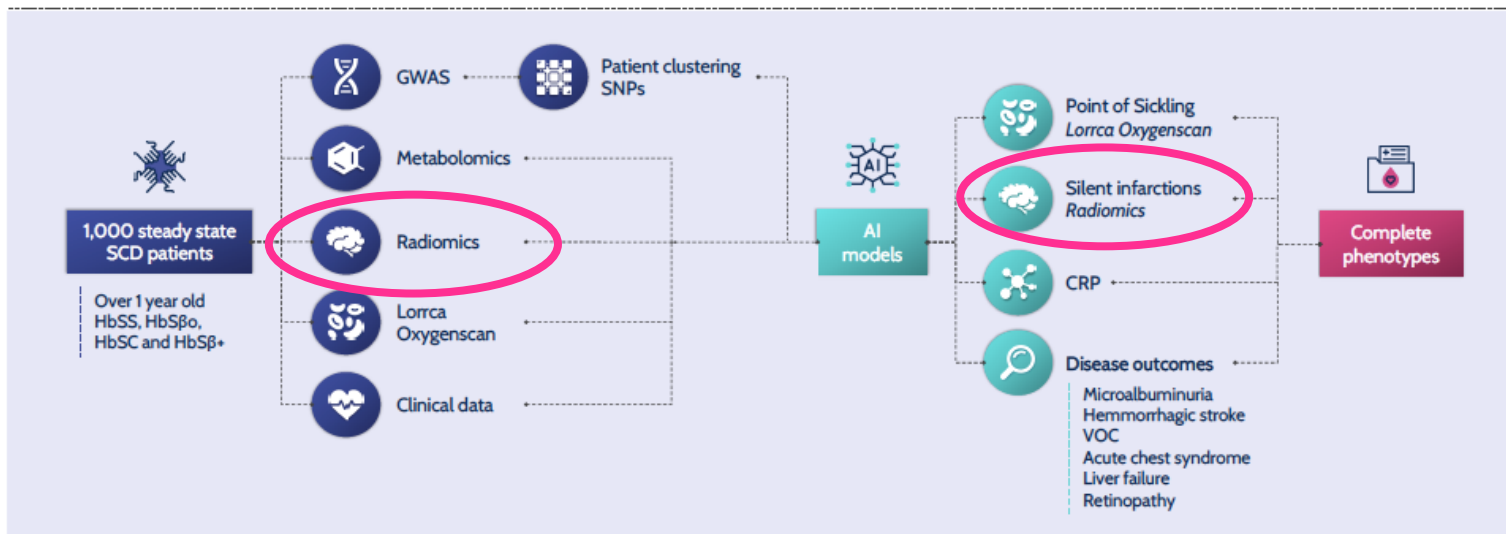 1,000 steady state
SCD patients
Over 1 year old
HbSS, HbSβo,
HbSC and HbSβ+
GWAS
Patient clustering
SNPs
Metabolomics
Radiomics
Lorrca
Oxygenscan
Clinical data
AI
AI
models
Point of Sickling
Lorrca Oxygenscan
Silent infarctions
Radiomics
CRP
Disease outcomes
Microalbuminuria
Hemmorrhagic stroke
VOC
Acute chest syndrome
Liver failure
Retinopathy
Complete
phenotypes